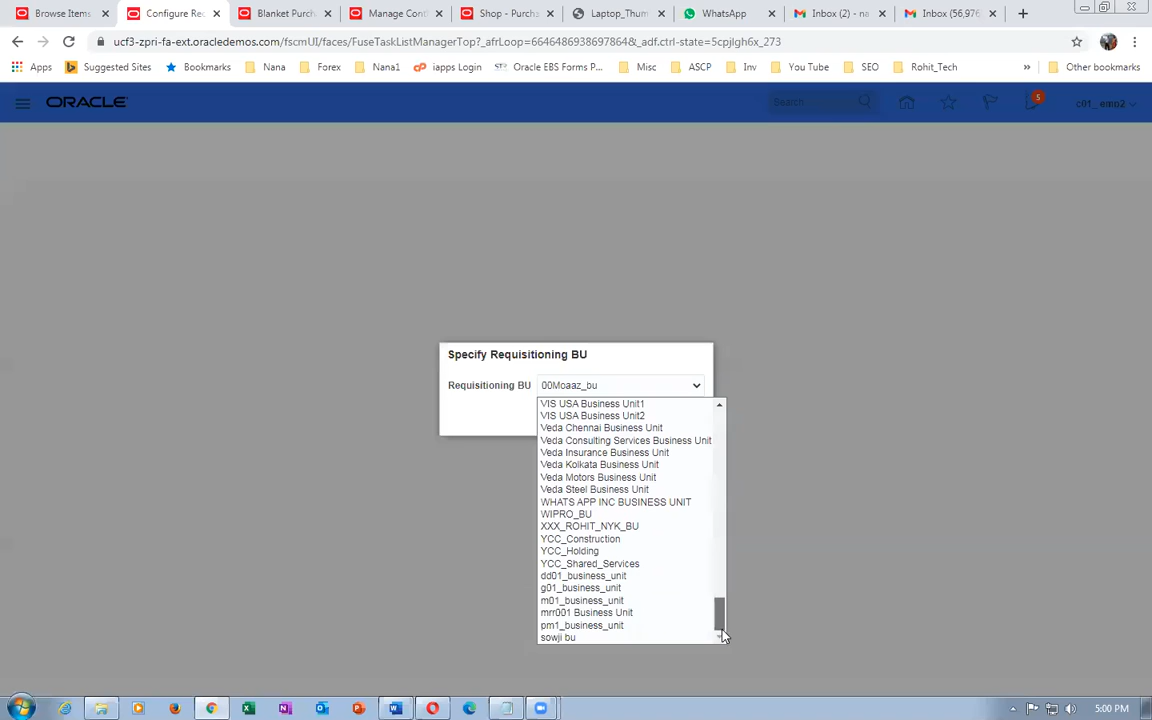 Browse Items
Configure Rec
Blanket Purch
Manage Cont
Shop - Purcha
Laptop_Thum
WhatsApp
Inbox (2) - na
Inbox (56,976
ucf3-zpri-fa-ext.oracledemos.com/fscmUI/faces/FuseTaskListManagerTop?_afrLoop=66464869386978​64&_adf.ctrl-state=5cpjlgh6x_273
Apps
Suggested Sites
Bookmarks
Nana
Forex
Nana1
iapps Login
Oracle EBS Forms P...
Misc
ASCP
Inv
You Tube
SEO
Rohit_Tech
»
Other bookmarks
ORACLE
Search
5
c01_emo2
Specify Requisitioning BU
Requisitioning BU 00Moaaz_bu
VIS USA Business Unit1
VIS USA Business Unit2
Veda Chennai Business Unit
Veda Consulting Services Business Unit
Veda Insurance Business Unit
Veda Kolkata Business Unit
Veda Motors Business Unit
Veda Steel Business Unit
WHATS APP INC BUSINESS UNIT
WIPRO_BU
XXX_ROHIT_NYK_BU
YCC_Construction
YCC_Holding
YCC_Shared_Services
dd01_business_unit
g01_business_unit
m01_business_unit
mrr001 Business Unit
pm1_business_unit
sowji bu
5:00 PM